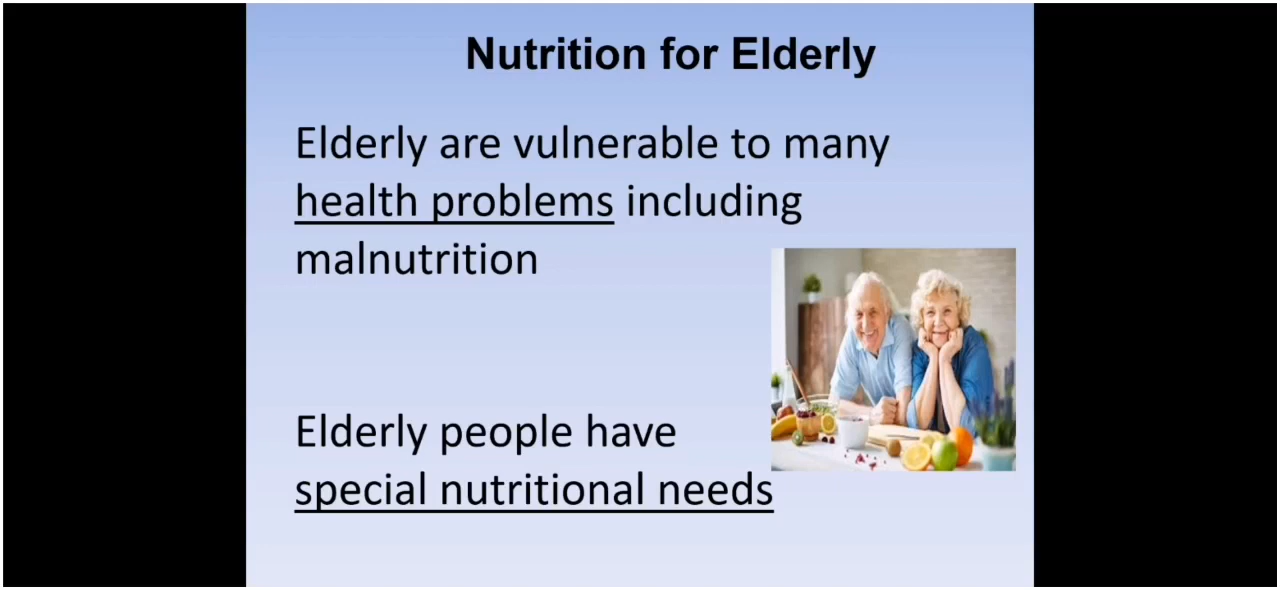 Nutrition for Elderly
Elderly are vulnerable to many
health problems including
malnutrition
Elderly people have
special nutritional needs